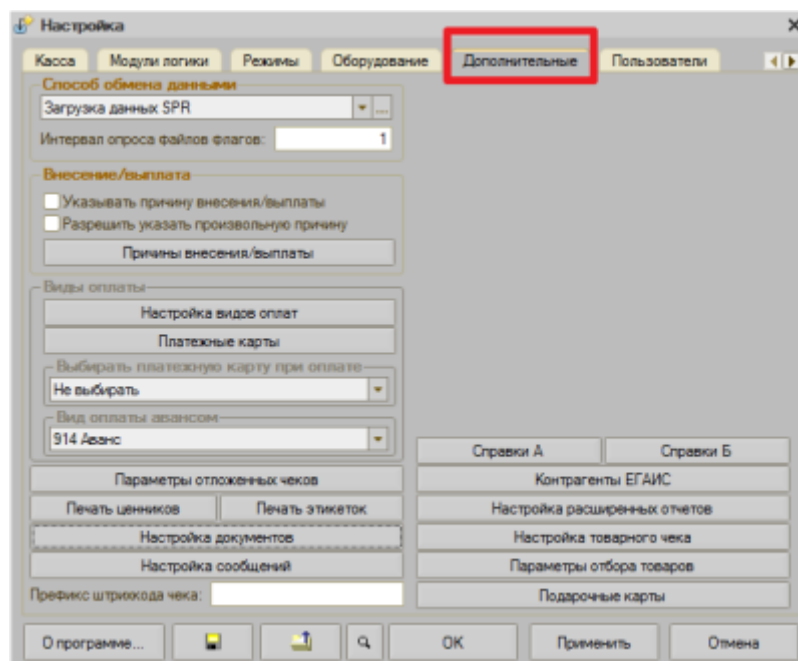 Настройка
Касса Модули логики Режимы Оборудование Дополнительные Пользователи
Способ обмена данными
Загрузка данных SPR ...
Интервал опроса файлов флагов: 1
Внесение/выплата
Указывать причину внесения/выплаты
Разрешить указать произвольную причину
Причины внесения/выплаты
Виды оплаты
Настройка видов оплат
Платежные карты
Выбирать платежную карту при оплате
Не выбирать
Вид оплаты авансом
914 Аванс
Справки А Справки Б
Параметры отложенных чеков Контрагенты ЕГАИС
Печать ценников Печать этикеток Настройка расширенных отчетов
Настройка документов Настройка товарного чека
Настройка сообщений Параметры отбора товаров
Префикс штрихкода чека: Подарочные карты
О программе... ОК Применить Отмена